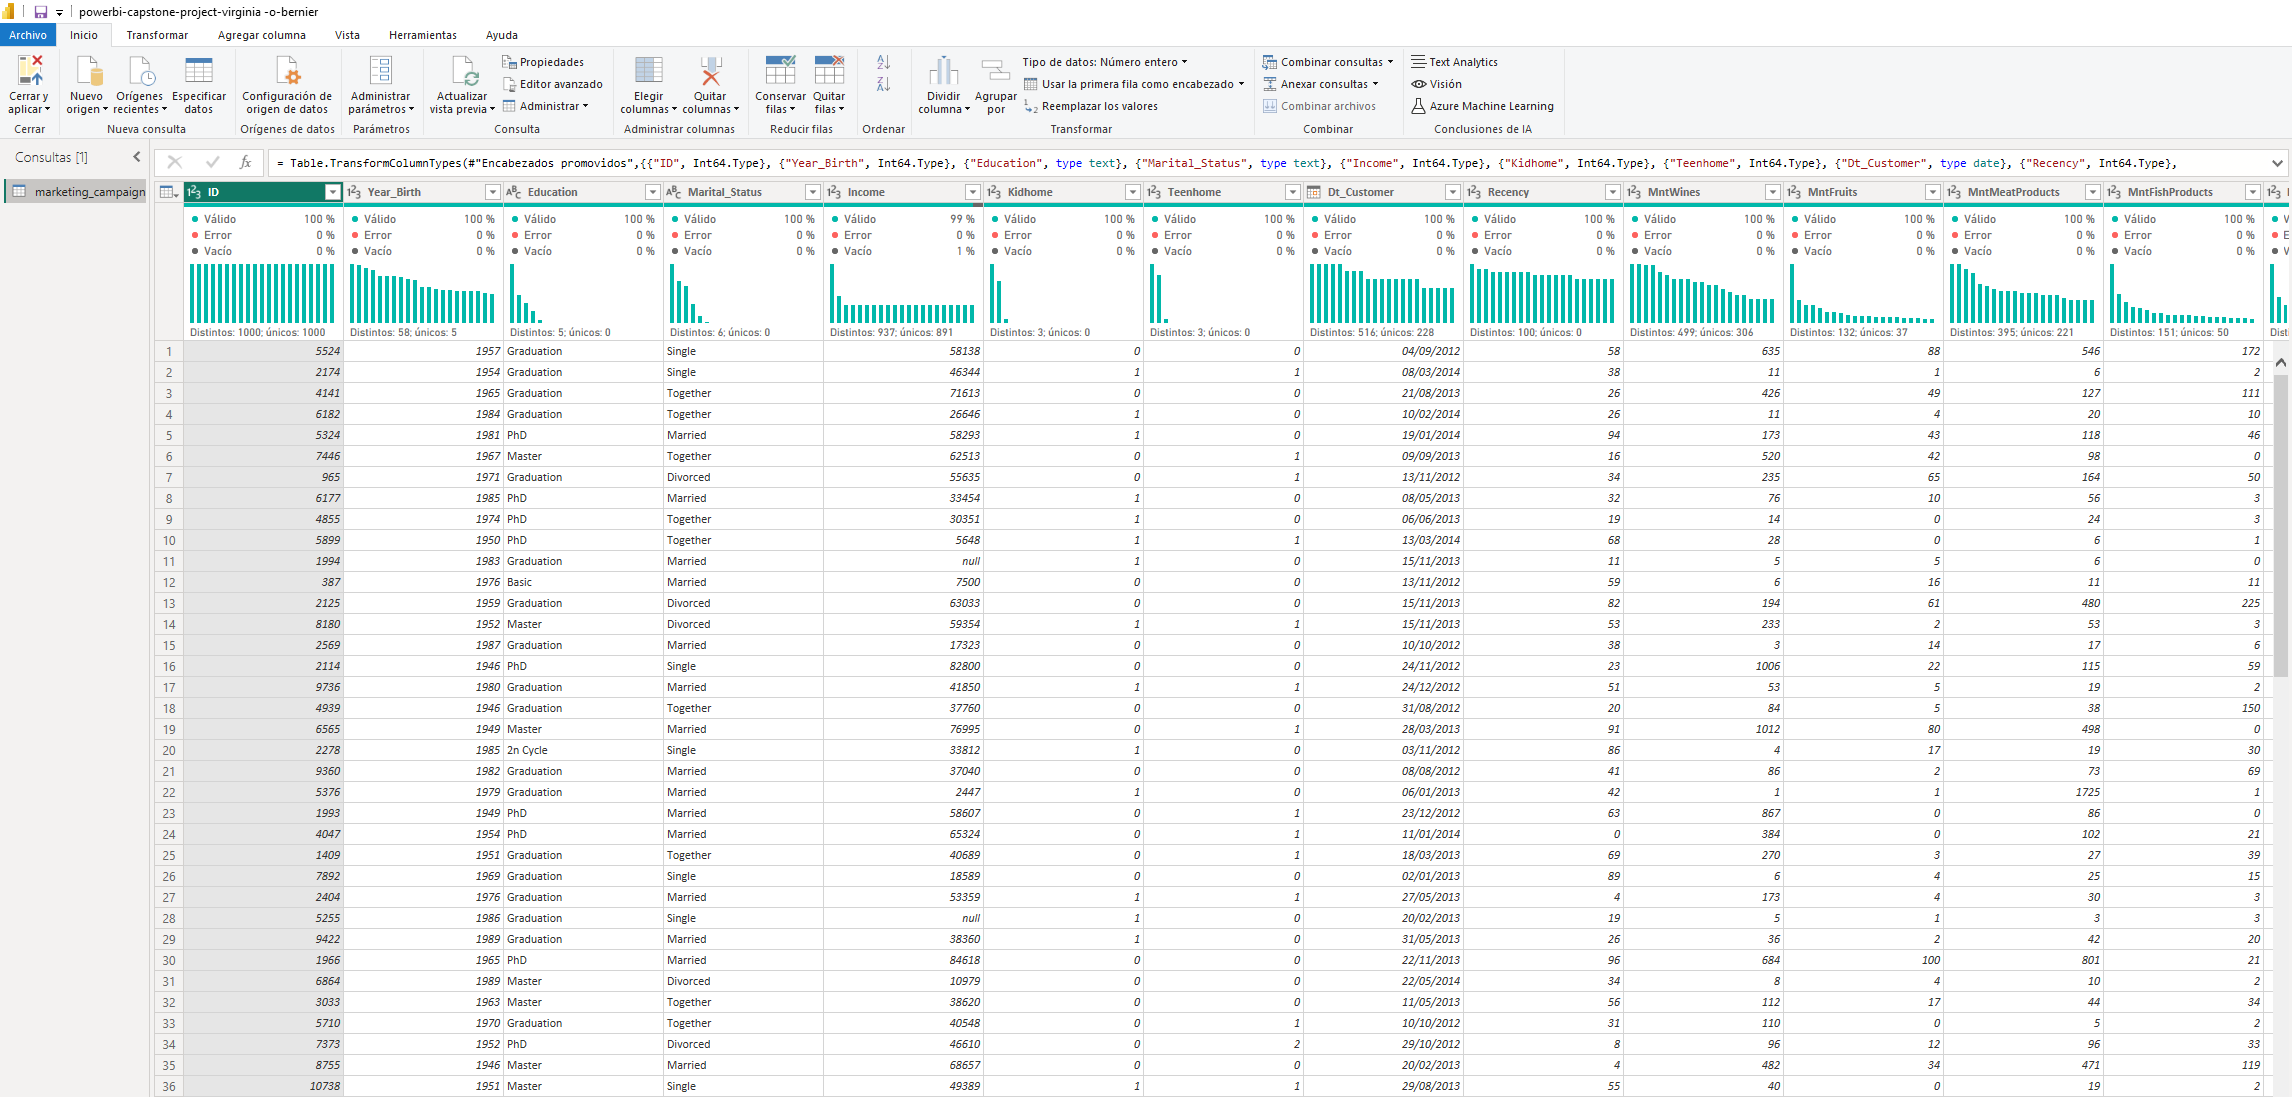 powerbi-capstone-project-virginia -o-bernier
Archivo Inicio Transformar Agregar columna Vista Herramientas Ayuda
Cerrar y aplicar Nuevo origen Orígenes recientes Especificar datos Configuración de origen de datos Administrar parámetros Actualizar vista previa Propiedades Editor avanzado Administrar Elegir columnas Quitar columnas Conservar filas Quitar filas Dividir columna Agrupar por Tipo de datos: Número entero Usar la primera fila como encabezado Reemplazar los valores Combinar consultas Anexar consultas Combinar archivos Text Analytics Visión Azure Machine Learning
Cerrar Nueva consulta Orígenes de datos Parámetros Consulta Administrar columnas Reducir filas Ordenar Transformar Combinar Conclusiones de IA
Consultas [1]
marketing_campaign
= Table.TransformColumnTypes(#"Encabezados promovidos",{{"ID", Int64.Type}, {"Year_Birth", Int64.Type}, {"Education", type text}, {"Marital_Status", type text}, {"Income", Int64.Type}, {"Kidhome", Int64.Type}, {"Teenhome", Int64.Type}, {"Dt_Customer", type date}, {"Recency", Int64.Type},
ID Year_Birth Education Marital_Status Income Kidhome Teenhome Dt_Customer Recency MntWines MntFruits MntMeatProducts MntFishProducts
Válido 100 % Válido 100 % Válido 100 % Válido 100 % Válido 99 % Válido 100 % Válido 100 % Válido 100 % Válido 100 % Válido 100 % Válido 100 % Válido 100 % Válido 100 %
Error 0 % Error 0 % Error 0 % Error 0 % Error 0 % Error 0 % Error 0 % Error 0 % Error 0 % Error 0 % Error 0 % Error 0 % Error 0 %
Vacío 0 % Vacío 0 % Vacío 0 % Vacío 0 % Vacío 1 % Vacío 0 % Vacío 0 % Vacío 0 % Vacío 0 % Vacío 0 % Vacío 0 % Vacío 0 % Vacío 0 %
Distintos: 1000; únicos: 1000 Distintos: 58; únicos: 5 Distintos: 5; únicos: 0 Distintos: 6; únicos: 0 Distintos: 937; únicos: 891 Distintos: 3; únicos: 0 Distintos: 3; únicos: 0 Distintos: 516; únicos: 228 Distintos: 100; únicos: 0 Distintos: 499; únicos: 306 Distintos: 132; únicos: 37 Distintos: 395; únicos: 221 Distintos: 151; únicos: 50
1 5524 1957 Graduation Single 58138 0 0 04/09/2012 58 635 88 546 172
2 2174 1954 Graduation Single 46344 1 1 08/03/2014 38 11 1 6 2
3 4141 1965 Graduation Together 71613 0 0 21/08/2013 26 426 49 127 111
4 6182 1984 Graduation Together 26646 1 0 10/02/2014 26 11 4 20 10
5 5324 1981 PhD Married 58293 1 0 19/01/2014 94 173 43 118 46
6 7446 1967 Master Together 62513 0 1 09/09/2013 16 520 42 98 0
7 965 1971 Graduation Divorced 55635 0 1 13/11/2012 34 235 65 164 50
8 6177 1985 PhD Married 33454 1 0 08/05/2013 32 76 10 56 3
9 4855 1974 PhD Together 30351 1 0 06/06/2013 19 14 0 24 3
10 5899 1950 PhD Together 5648 1 1 13/03/2014 68 28 0 6 1
11 1994 1983 Graduation Married null 1 0 15/11/2013 11 5 5 6 0
12 387 1976 Basic Married 7500 0 0 13/11/2012 59 6 16 11 11
13 2125 1959 Graduation Divorced 63033 0 0 15/11/2013 82 194 61 480 225
14 8180 1952 Master Divorced 59354 1 1 15/11/2013 53 233 2 53 3
15 2569 1987 Graduation Married 17323 0 0 10/10/2012 38 3 14 17 6
16 2114 1946 PhD Single 82800 0 0 24/11/2012 23 1006 22 115 59
17 9736 1980 Graduation Married 41850 1 1 24/12/2012 51 53 5 19 2
18 4939 1946 Graduation Together 37760 0 0 31/08/2012 20 84 5 38 150
19 6565 1949 Master Married 76995 0 1 28/03/2013 91 1012 80 498 0
20 2278 1985 2n Cycle Single 33812 1 0 03/11/2012 86 4 17 19 30
21 9360 1982 Graduation Married 37040 0 0 08/08/2012 41 86 2 73 69
22 5376 1979 Graduation Married 2447 1 0 06/01/2013 42 1 1 1725 1
23 1993 1949 PhD Married 58607 0 1 23/12/2012 63 867 0 86 0
24 4047 1954 PhD Married 65324 0 1 11/01/2014 0 384 0 102 21
25 1409 1951 Graduation Together 40689 0 1 18/03/2013 69 270 3 27 39
26 7892 1969 Graduation Single 18589 0 0 02/01/2013 89 6 4 25 15
27 2404 1976 Graduation Married 53359 1 1 27/05/2013 4 173 4 30 3
28 5255 1986 Graduation Single null 1 0 20/02/2013 19 5 1 3 3
29 9422 1989 Graduation Married 38360 1 0 31/05/2013 26 36 2 42 20
30 1966 1965 PhD Married 84618 0 0 22/11/2013 96 684 100 801 21
31 6864 1989 Master Divorced 10979 0 0 22/05/2014 34 8 4 10 2
32 3033 1963 Master Together 38620 0 0 11/05/2013 56 112 17 44 34
33 5710 1970 Graduation Together 40548 0 1 10/10/2012 31 110 0 5 2
34 7373 1952 PhD Divorced 46610 0 2 29/10/2012 8 96 12 96 33
35 8755 1946 Master Married 68657 0 0 20/02/2013 4 482 34 471 119
36 10738 1951 Master Single 49389 1 1 29/08/2013 55 40 0 19 2